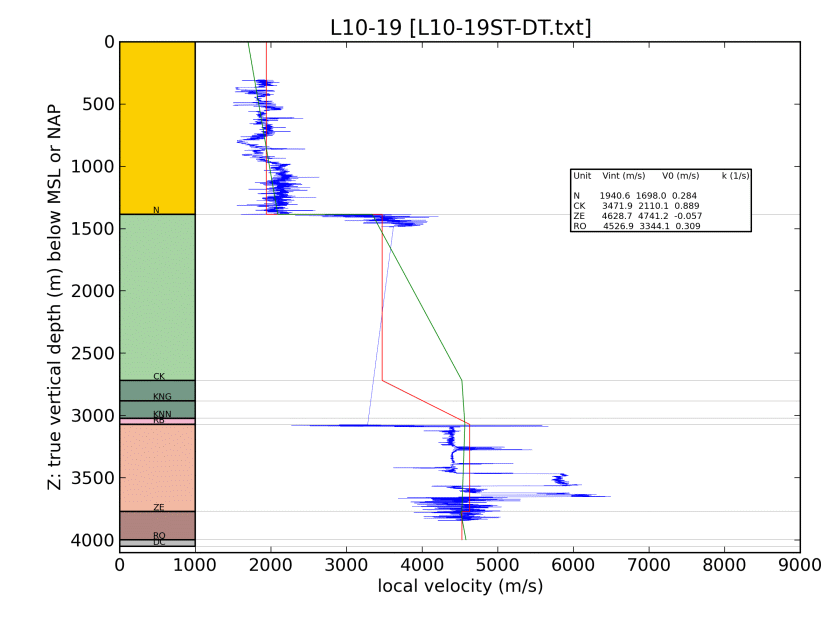 L10-19 [L10-19ST-DT.txt]
Z: true vertical depth (m) below MSL or NAP
0
500
1000
1500
2000
2500
3000
3500
4000
N
CK
KNG
KNN
RB
ZE
RO
DC
Unit Vint (m/s) V0 (m/s) k (1/s)
N 1940.6 1698.0 0.284
CK 3471.9 2110.1 0.889
ZE 4628.7 4741.2 -0.057
RO 4526.9 3344.1 0.309
0 1000 2000 3000 4000 5000 6000 7000 8000 9000
local velocity (m/s)